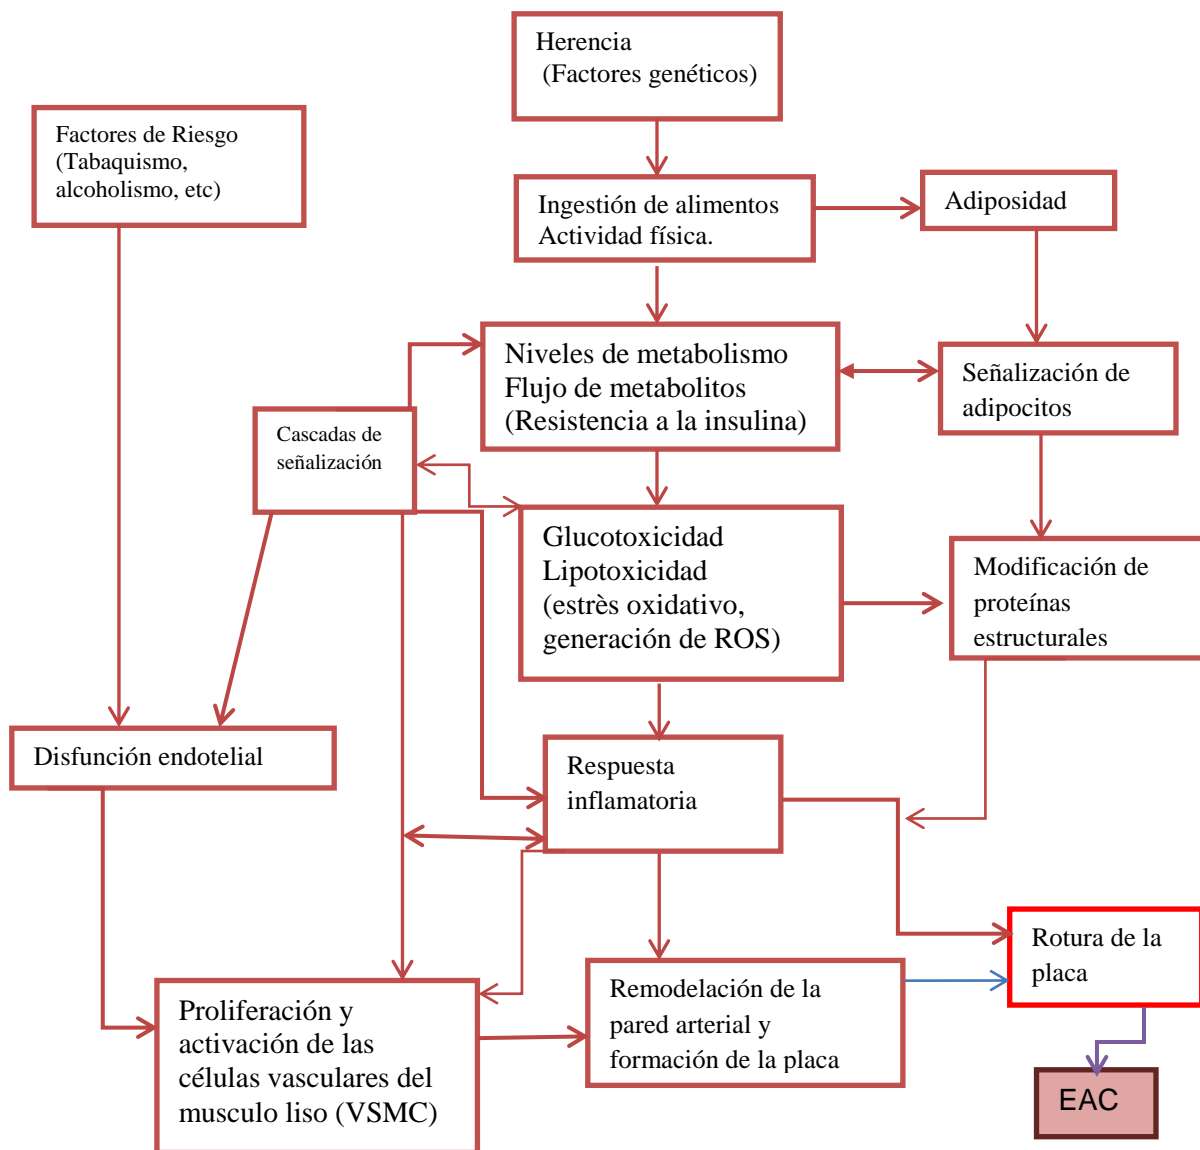 Herencia
(Factores genéticos)
Factores de Riesgo
(Tabaquismo,
alcoholismo, etc)
Ingestión de alimentos
Actividad física.
Adiposidad
Niveles de metabolismo
Flujo de metabolitos
(Resistencia a la insulina)
Señalización de
adipocitos
Cascadas de
señalización
Glucotoxicidad
Lipotoxicidad
(estrès oxidativo,
generación de ROS)
Modificación de
proteínas
estructurales
Disfunción endotelial
Respuesta
inflamatoria
Rotura de la
placa
Proliferación y
activación de las
células vasculares del
musculo liso (VSMC)
Remodelación de la
pared arterial y
formación de la placa
EAC